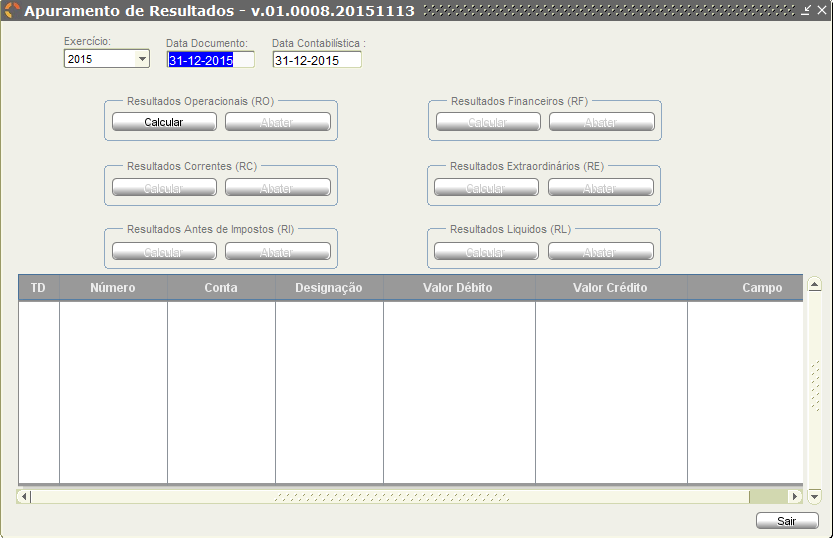 Apuramento de Resultados - v.01.0008.20151113
Exercício: Data Documento: Data Contabilística :
2015 31-12-2015 31-12-2015
Resultados Operacionais (RO) Resultados Financeiros (RF)
Calcular Abater Calcular Abater
Resultados Correntes (RC) Resultados Extraordinários (RE)
Calcular Abater Calcular Abater
Resultados Antes de Impostos (RI) Resultados Liquidos (RL)
Calcular Abater Calcular Abater
TD Número Conta Designação Valor Débito Valor Crédito Campo
Sair